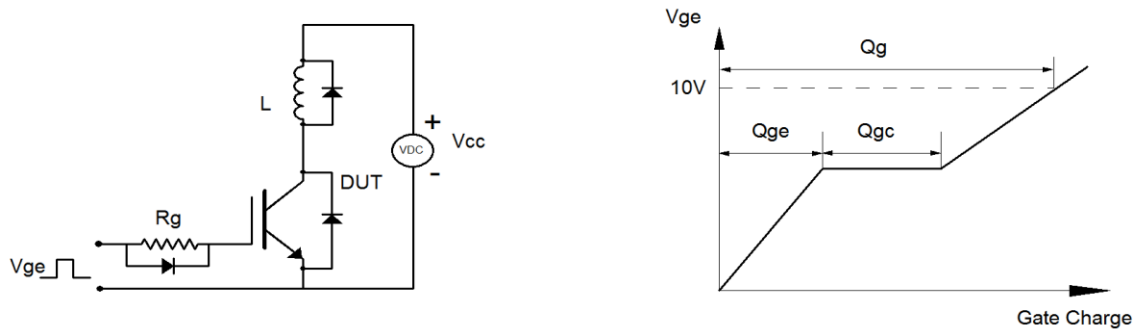 L
VDC
+
-
Vcc
DUT
Rg
Vge
Vge
Qg
10V
Qge
Qgc
Gate Charge